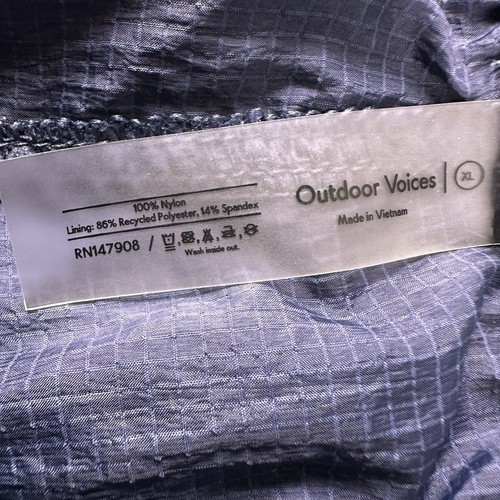 100% Nylon
Lining: 86% Recycled Polyester, 14% Spandex
RN147908 /
Wash inside out.
Outdoor Voices | XL
Made in Vietnam